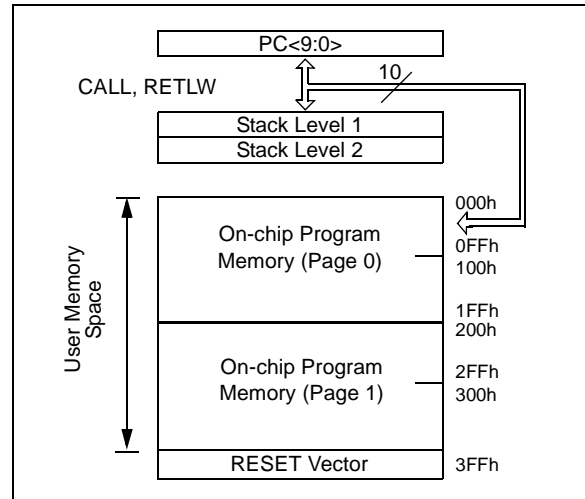 PC<9:0>
CALL, RETLW
10
Stack Level 1
Stack Level 2
000h
On-chip Program
Memory (Page 0)
0FFh
100h
1FFh
200h
User Memory
Space
On-chip Program
Memory (Page 1)
2FFh
300h
RESET Vector
3FFh